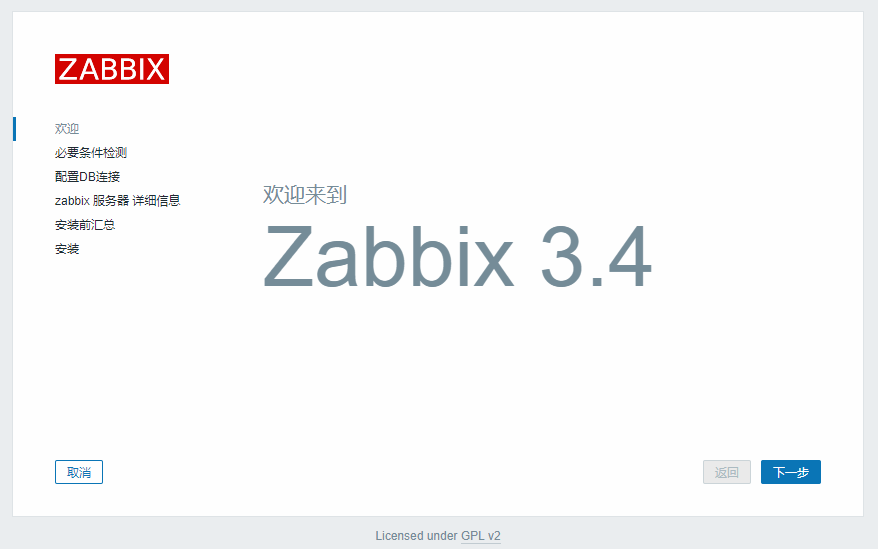 ZABBIX
欢迎
必要条件检测
配置DB连接
zabbix 服务器 详细信息
安装前汇总
安装
欢迎来到
Zabbix 3.4
取消
返回
下一步
Licensed under GPL v2